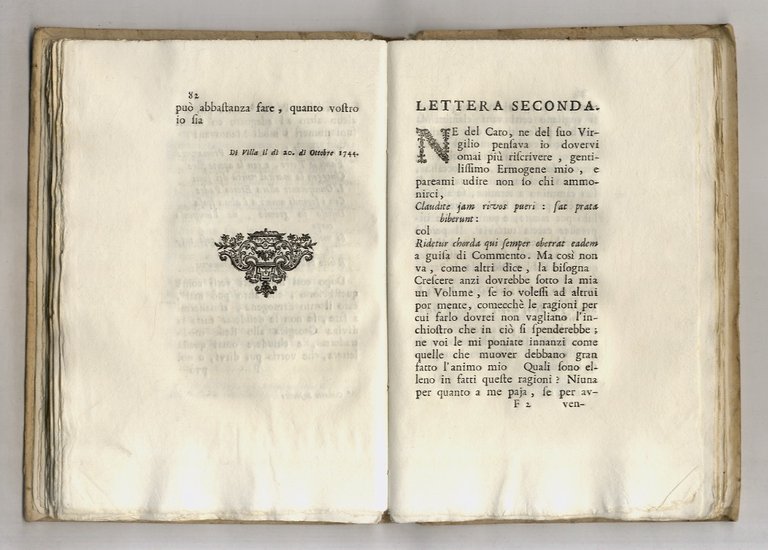 82
può abbaſtanza fare, quanto voſtro
io ſia
Di Villa il dì 20. di Ottobre 1744.
LETTERA SECONDA.
NE del Caro, ne del ſuo Vir-
gilio penſava io dovervi
omai più riſcrivere, genti-
liſſimo Ermogene mio, e
pareami udire non ſo chi ammo-
nirci,
Claudite jam rivos pueri: ſat prata
biberunt:
col
Ridetur chorda qui ſemper oberrat eadem
a guiſa di Commento. Ma così non
va, come altri dice, la biſogna
Creſcere anzi dovrebbe ſotto la mia
un Volume, ſe io voleſſi ad altrui
por mente, comecchè le ragioni per
cui farlo dovrei non vagliano l'in-
chioſtro che in ciò ſi ſpenderebbe;
ne voi le mi poniate innanzi come
quelle che muover debbano gran
fatto l'animo mio Quali ſono el-
leno in fatti queſte ragioni? Niuna
per quanto a me paja, ſe per av-
F 2 ven-